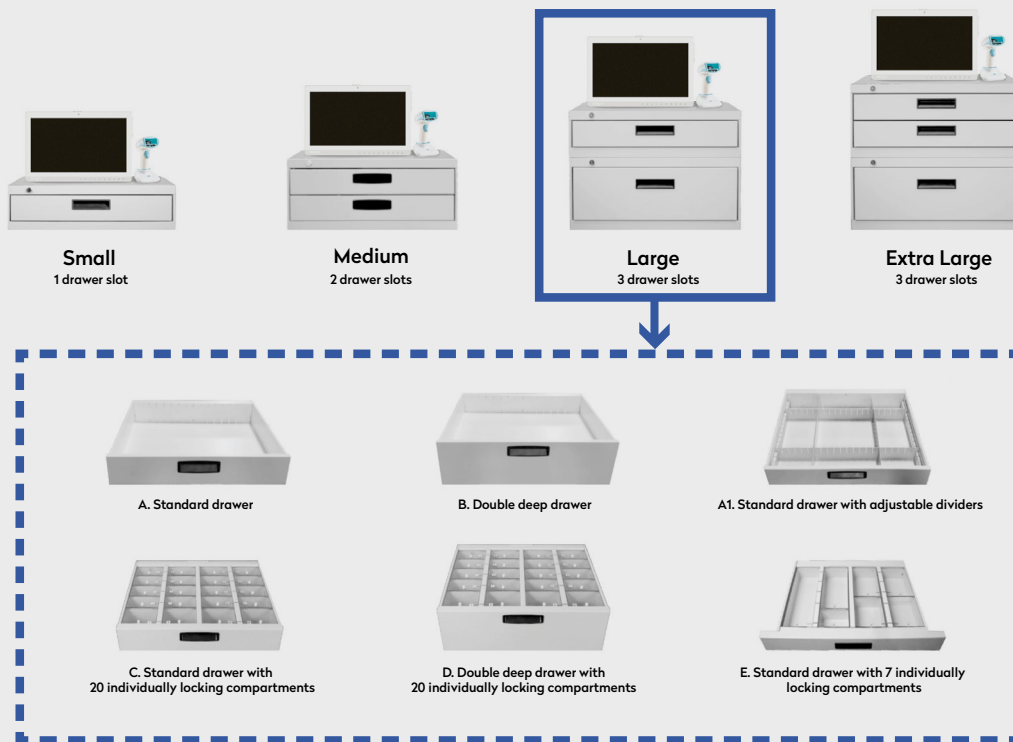 Small
1 drawer slot
Medium
2 drawer slots
Large
3 drawer slots
Extra Large
3 drawer slots
A. Standard drawer
B. Double deep drawer
A1. Standard drawer with adjustable dividers
C. Standard drawer with
20 individually locking compartments
D. Double deep drawer with
20 individually locking compartments
E. Standard drawer with 7 individually
locking compartments